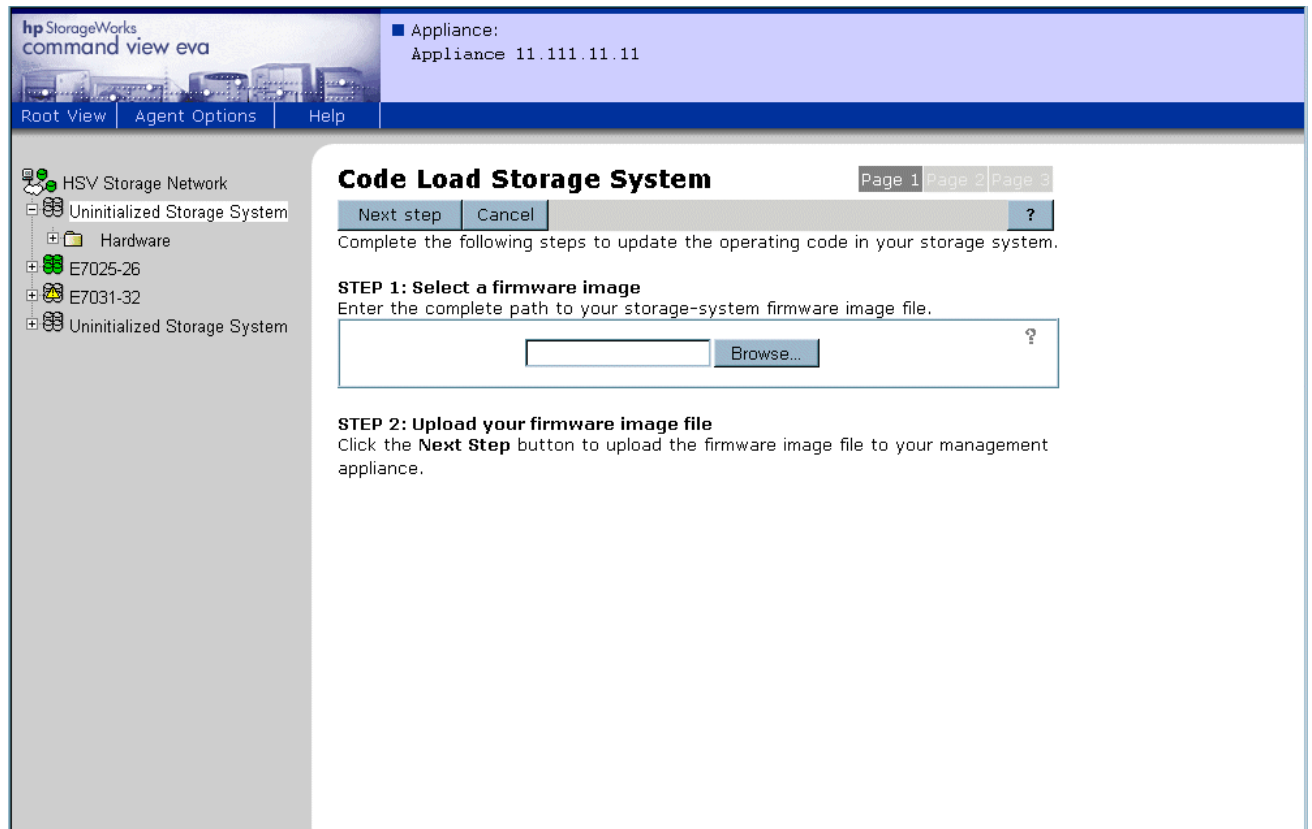 hp StorageWorks
command view eva
Appliance:
Appliance 11.111.11.11
Root View
Agent Options
Help
HSV Storage Network
Uninitialized Storage System
Hardware
E7025-26
E7031-32
Uninitialized Storage System
Code Load Storage System
Page 1 Page 2 Page 3
Next step
Cancel
?
Complete the following steps to update the operating code in your storage system.
STEP 1: Select a firmware image
Enter the complete path to your storage-system firmware image file.
?
Browse...
STEP 2: Upload your firmware image file
Click the Next Step button to upload the firmware image file to your management
appliance.